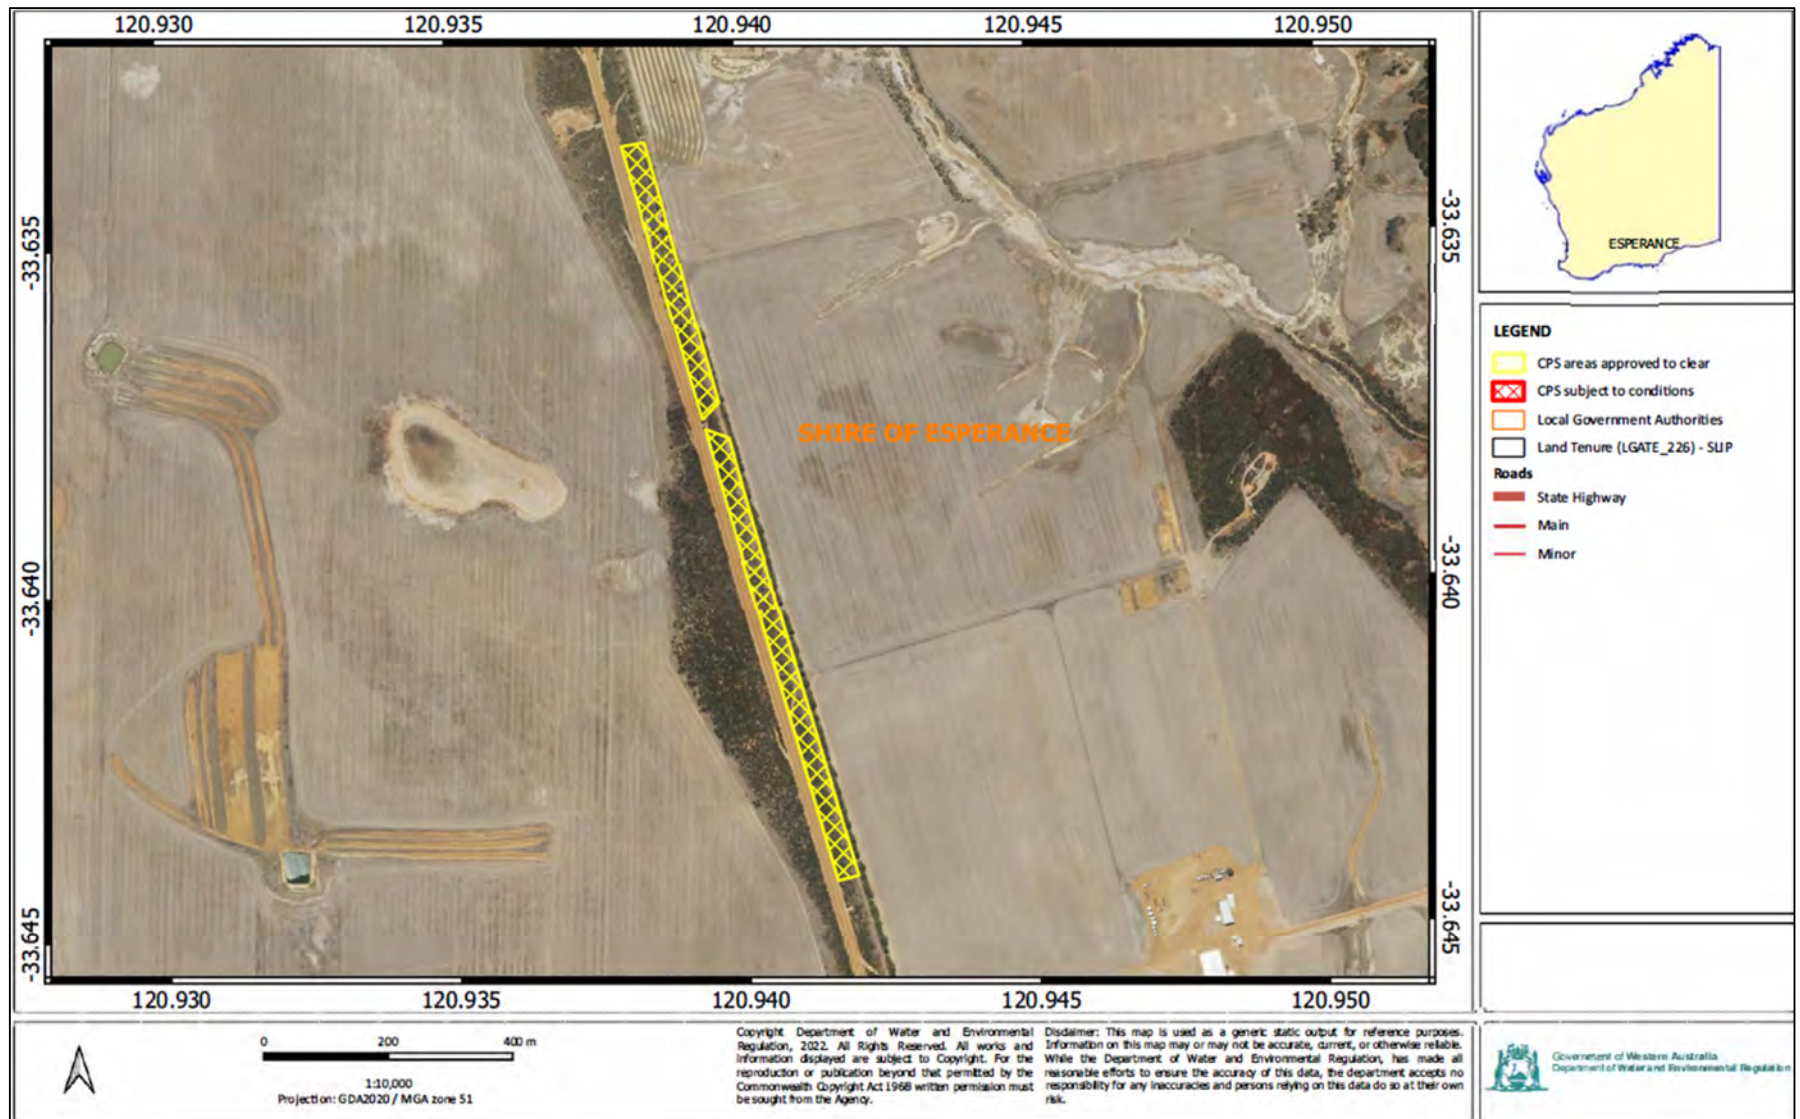 120.930 120.935 120.940 120.945 120.950
-33.635 -33.635
-33.640 -33.640
-33.645 -33.645
SHIRE OF ESPERANCE
120.930 120.935 120.940 120.945 120.950
ESPERANCE
LEGEND
CPS areas approved to clear
CPS subject to conditions
Local Government Authorities
Land Tenure (LGATE_226) - SLIP
Roads
State Highway
Main
Minor
0 200 400 m
1:10,000
Projection: GDA2020 / MGA zone 51
Copyright Department of Water and Environmental
Regulation, 2022. All Rights Reserved. All works and
information displayed are subject to Copyright. For the
reproduction or publication beyond that permitted by the
Commonwealth Copyright Act 1968 written permission must
be sought from the Agency.
Disclaimer: This map is used as a generic static output for reference purposes.
Information on this map may or may not be accurate, current, or otherwise reliable.
While the Department of Water and Environmental Regulation, has made all
reasonable efforts to ensure the accuracy of this data, the department accepts no
responsibility for any inaccuracies and persons relying on this data do so at their own
risk.
Government of Western Australia
Department of Water and Environmental Regulation